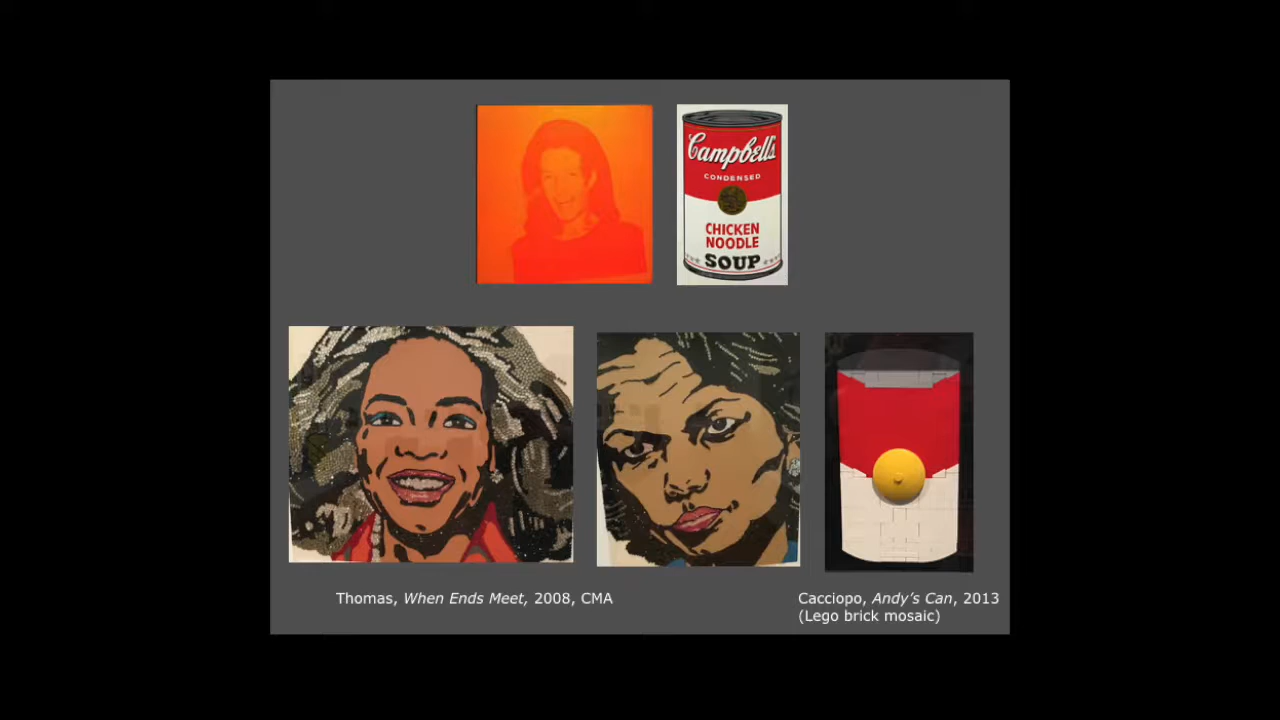 Campbell's
CONDENSED
CHICKEN
NOODLE
SOUP
Thomas, When Ends Meet, 2008, CMA
Cacciopo, Andy's Can, 2013
(Lego brick mosaic)